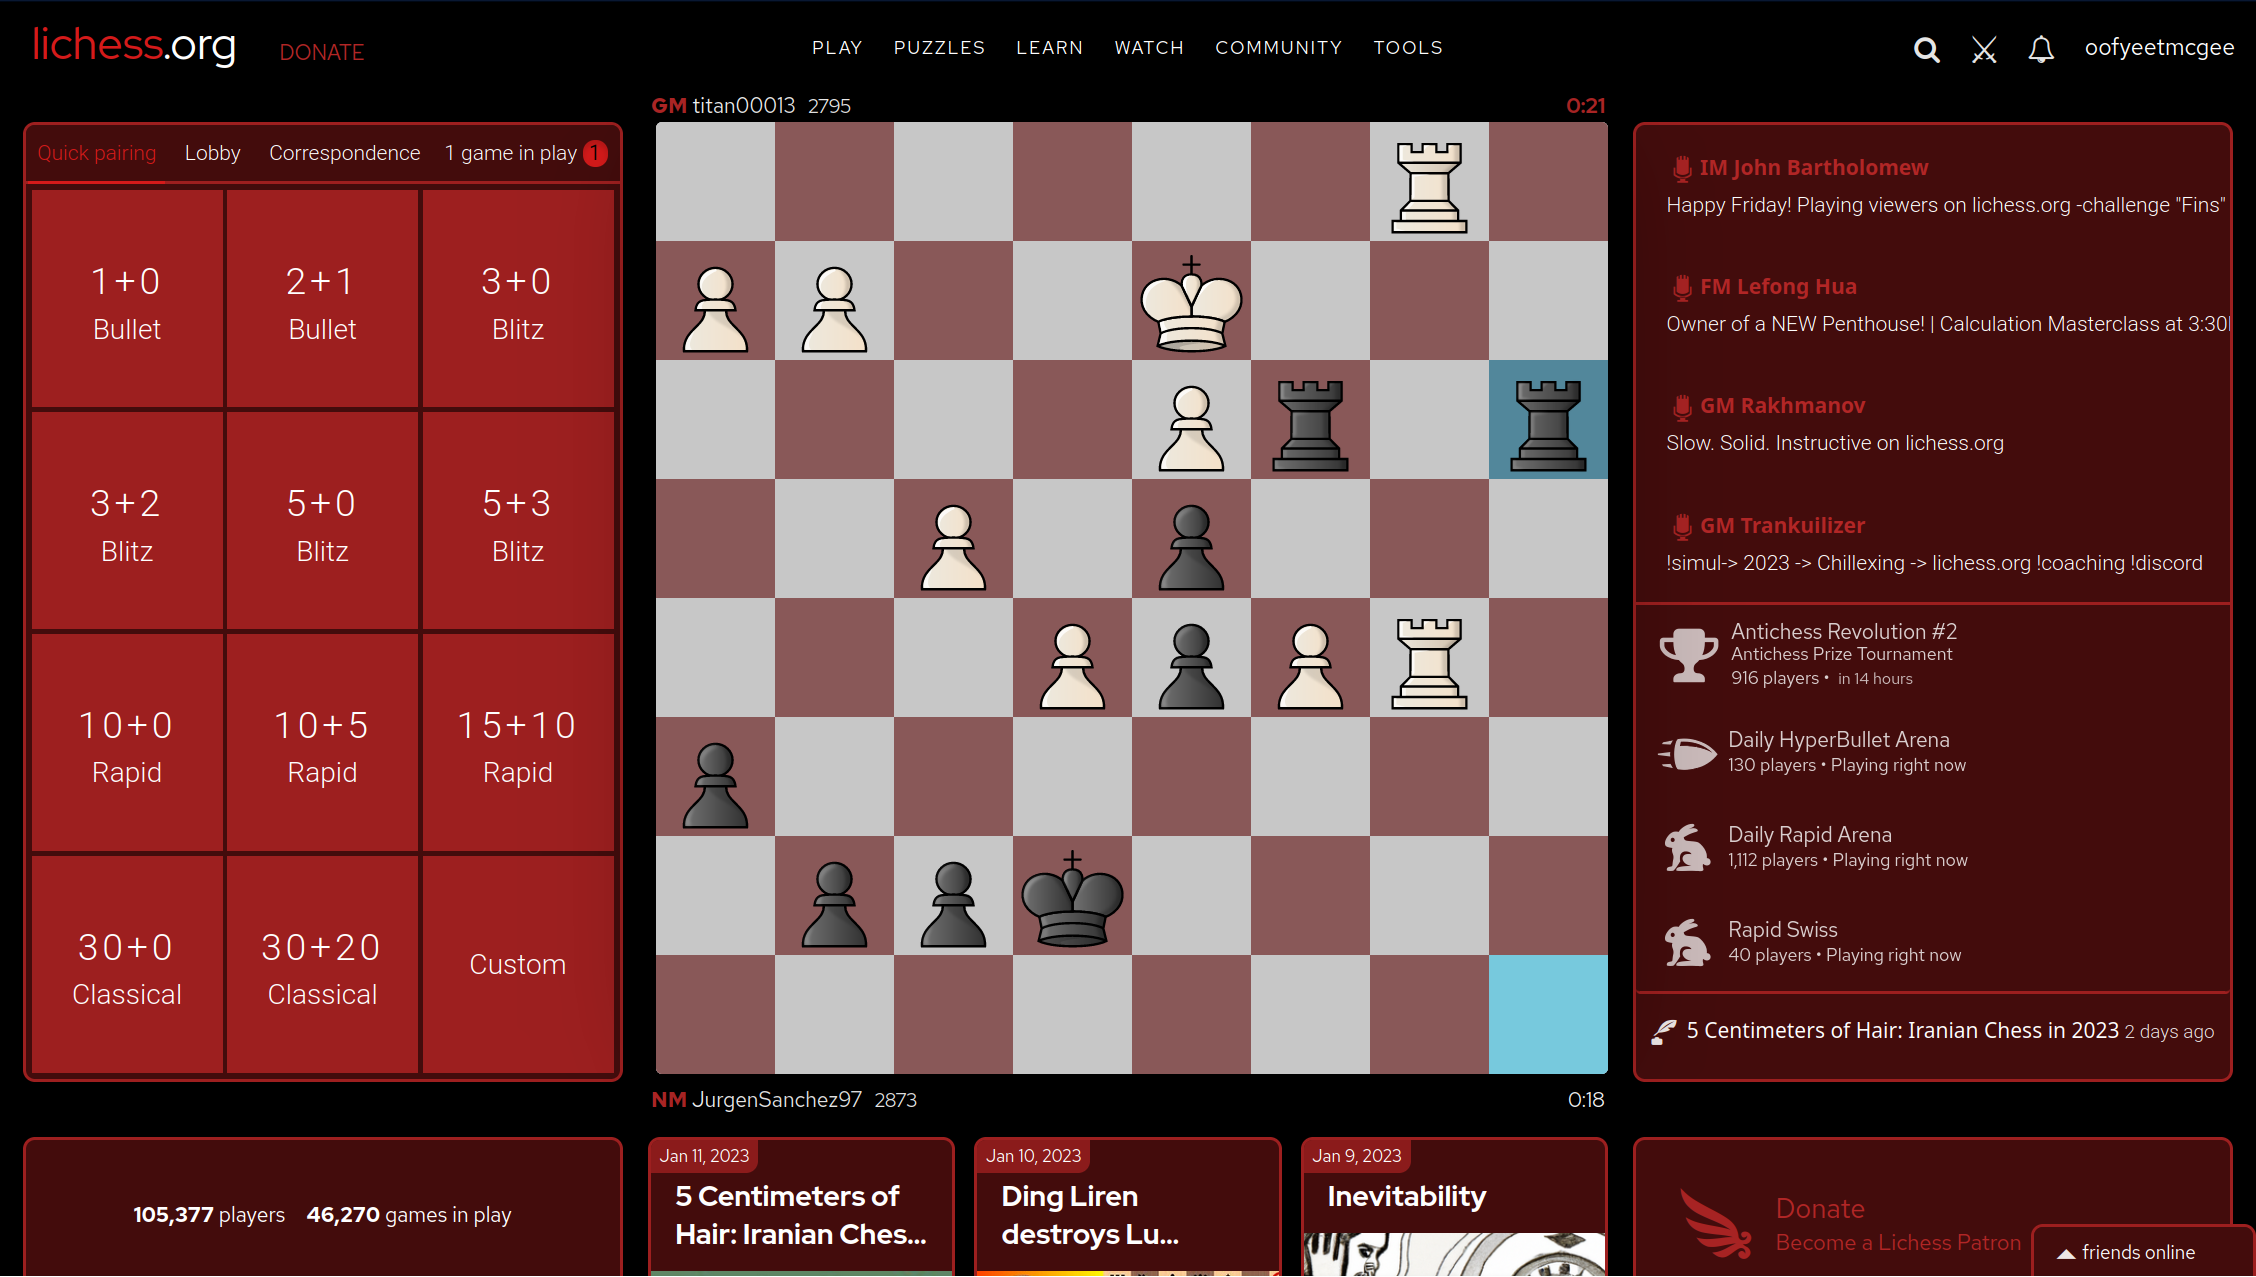 lichess.org
DONATE
PLAY PUZZLES LEARN WATCH COMMUNITY TOOLS
oofyeetmcgee
Quick pairing Lobby Correspondence 1 game in play 1
1+0
Bullet
2+1
Bullet
3+0
Blitz
3+2
Blitz
5+0
Blitz
5+3
Blitz
10+0
Rapid
10+5
Rapid
15+10
Rapid
30+0
Classical
30+20
Classical
Custom
GM titan00013 2795
0:21
NM JurgenSanchez97 2873
0:18
IM John Bartholomew
Happy Friday! Playing viewers on lichess.org -challenge "Fins"
FM Lefong Hua
Owner of a NEW Penthouse! | Calculation Masterclass at 3:30
GM Rakhmanov
Slow. Solid. Instructive on lichess.org
GM Trankuilizer
!simul-> 2023 -> Chillexing -> lichess.org !coaching !discord
Antichess Revolution #2
Antichess Prize Tournament
916 players • in 14 hours
Daily HyperBullet Arena
130 players • Playing right now
Daily Rapid Arena
1,112 players • Playing right now
Rapid Swiss
40 players • Playing right now
5 Centimeters of Hair: Iranian Chess in 2023 2 days ago
105,377 players 46,270 games in play
Jan 11, 2023
5 Centimeters of
Hair: Iranian Ches...
Jan 10, 2023
Ding Liren
destroys Lu...
Jan 9, 2023
Inevitability
Donate
Become a Lichess Patron
friends online